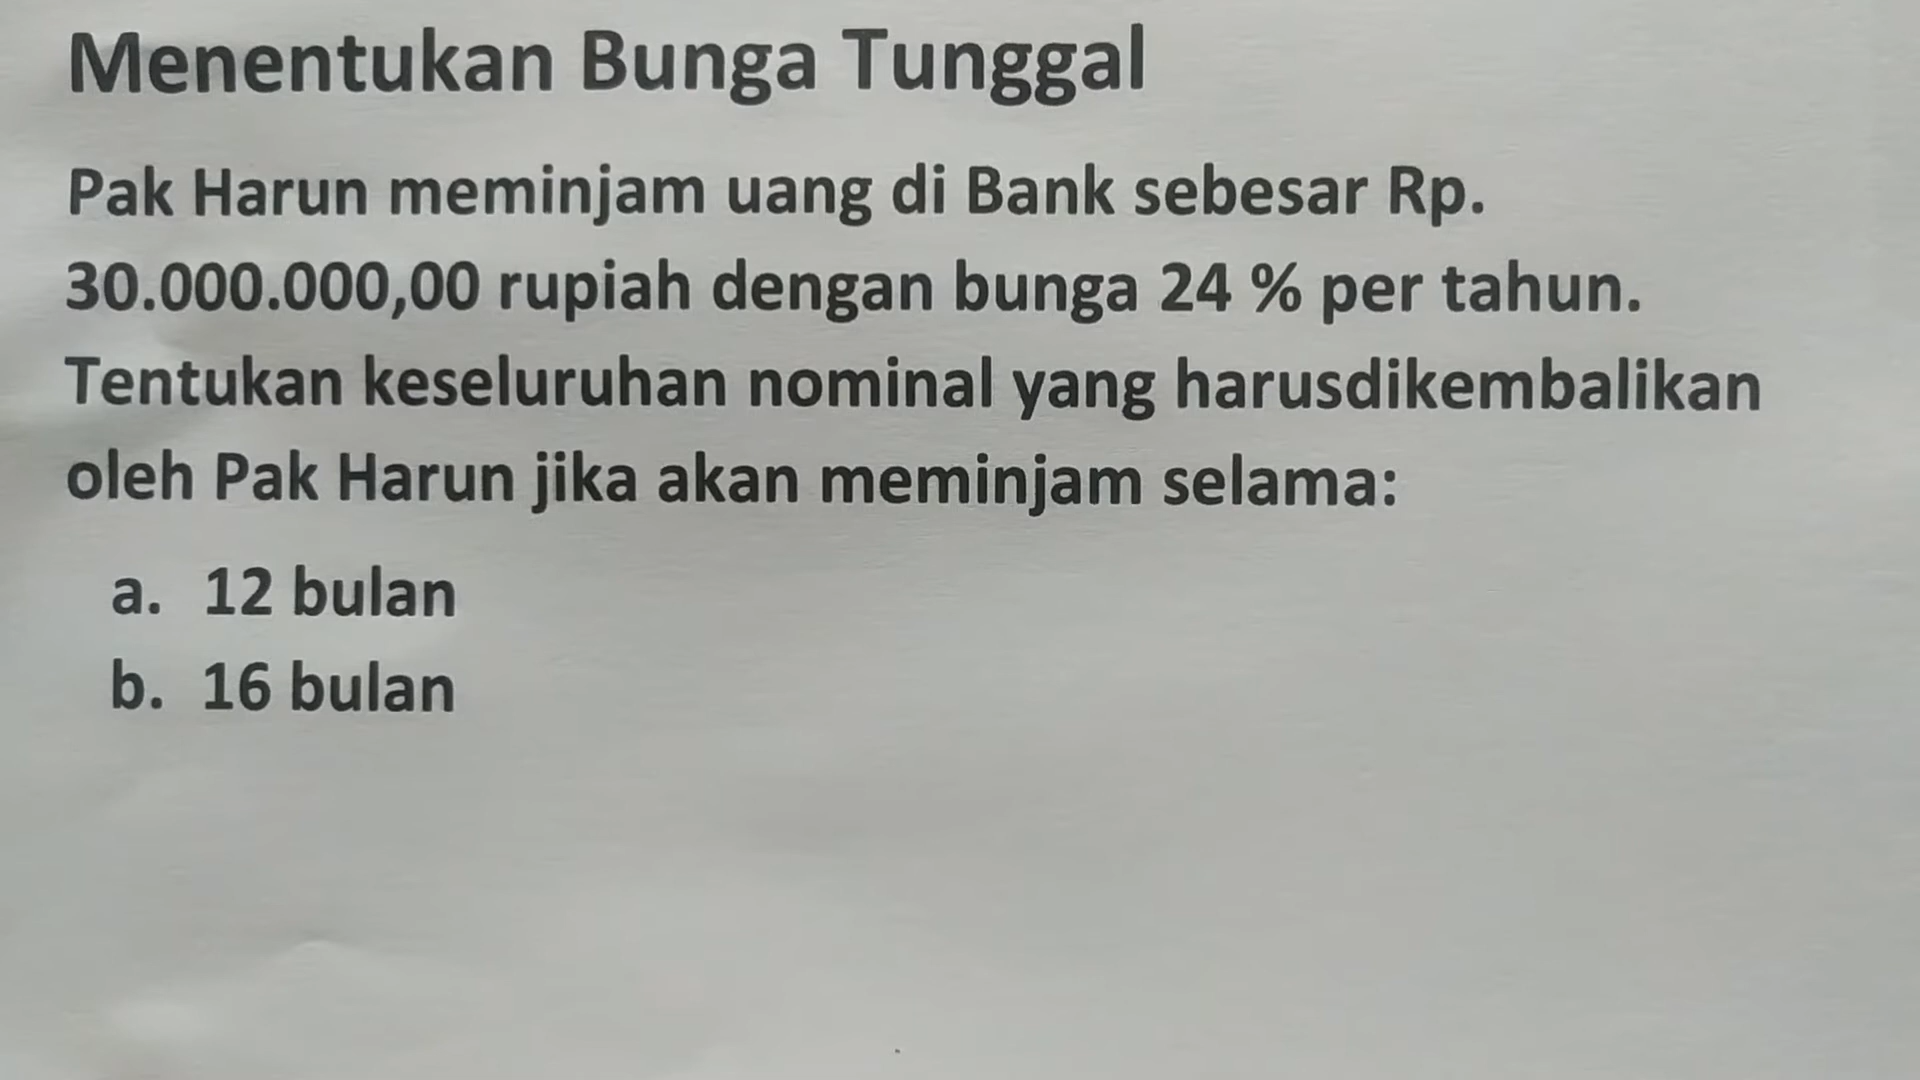 Menentukan Bunga Tunggal
Pak Harun meminjam uang di Bank sebesar Rp.
30.000.000,00 rupiah dengan bunga 24 % per tahun.
Tentukan keseluruhan nominal yang harusdikembalikan
oleh Pak Harun jika akan meminjam selama:
a. 12 bulan
b. 16 bulan